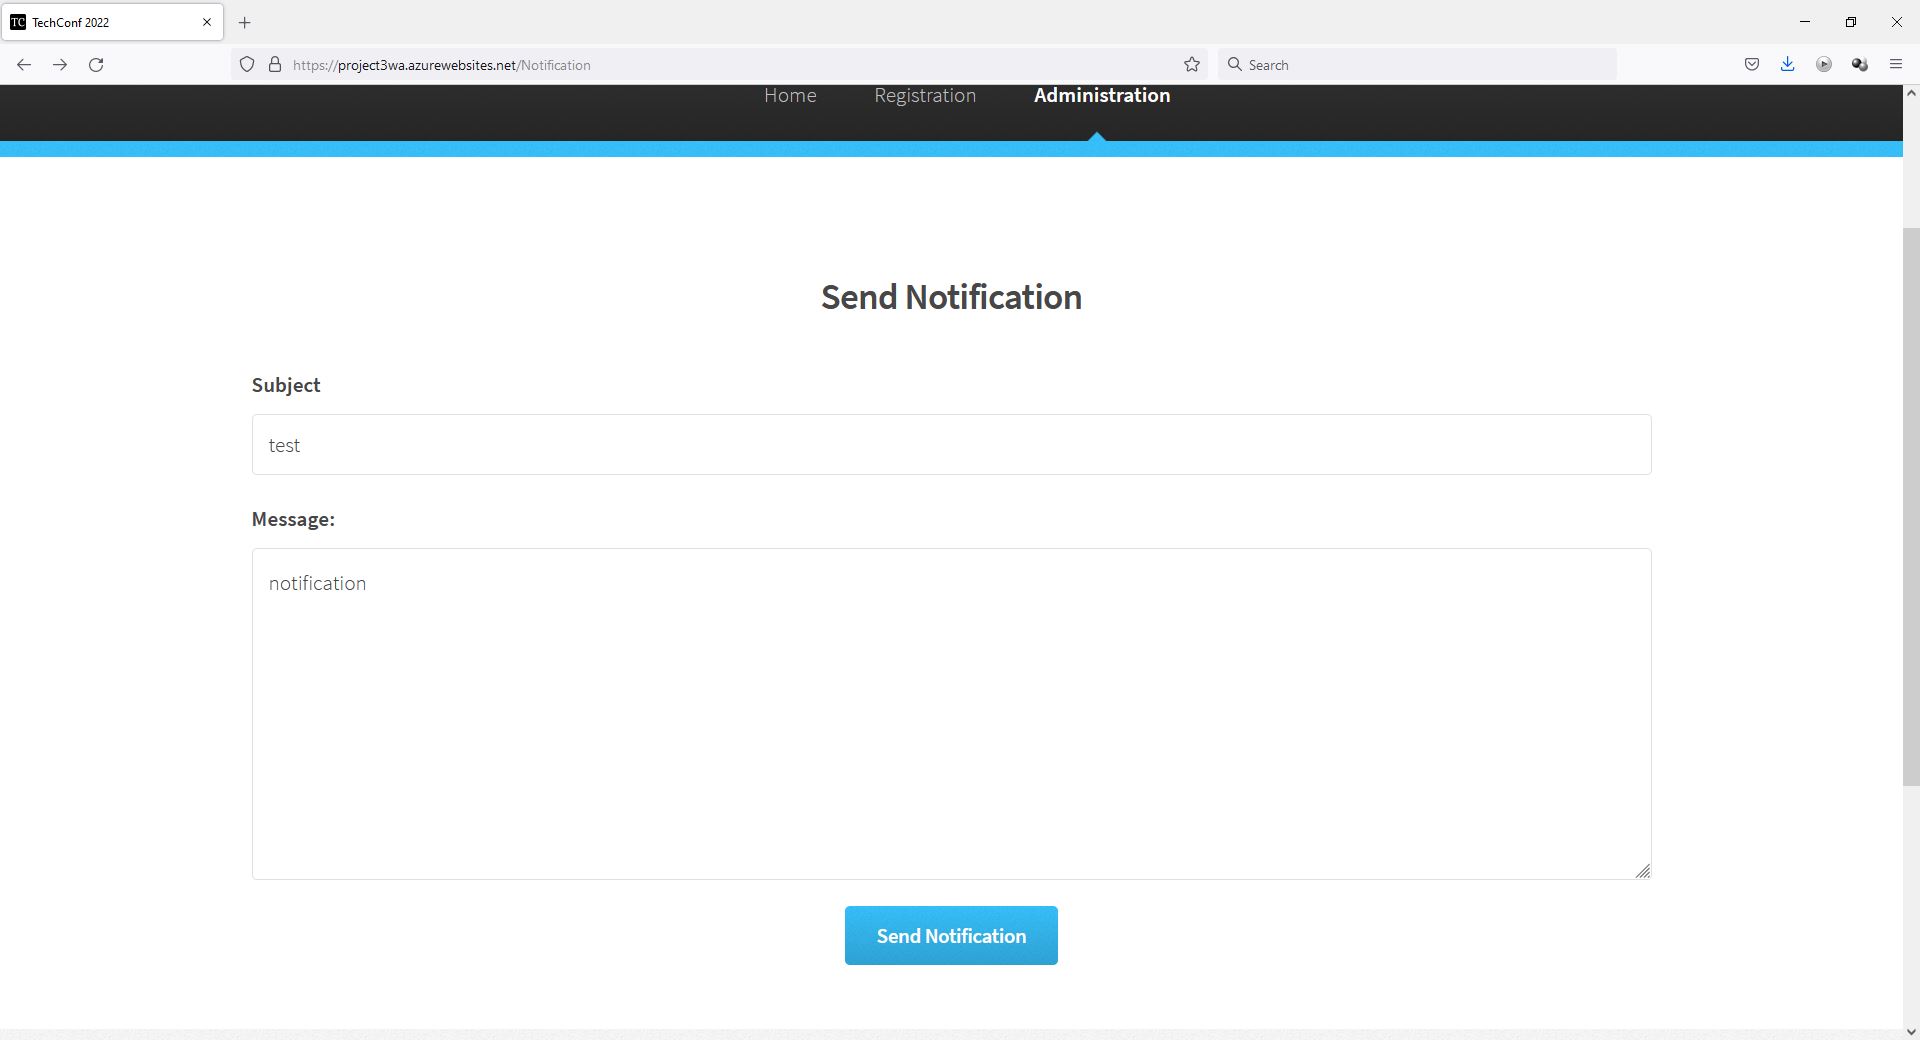 TC TechConf 2022
https://project3wa.azurewebsites.net/Notification
Search
Home Registration Administration
Send Notification
Subject
test
Message:
notification
Send Notification